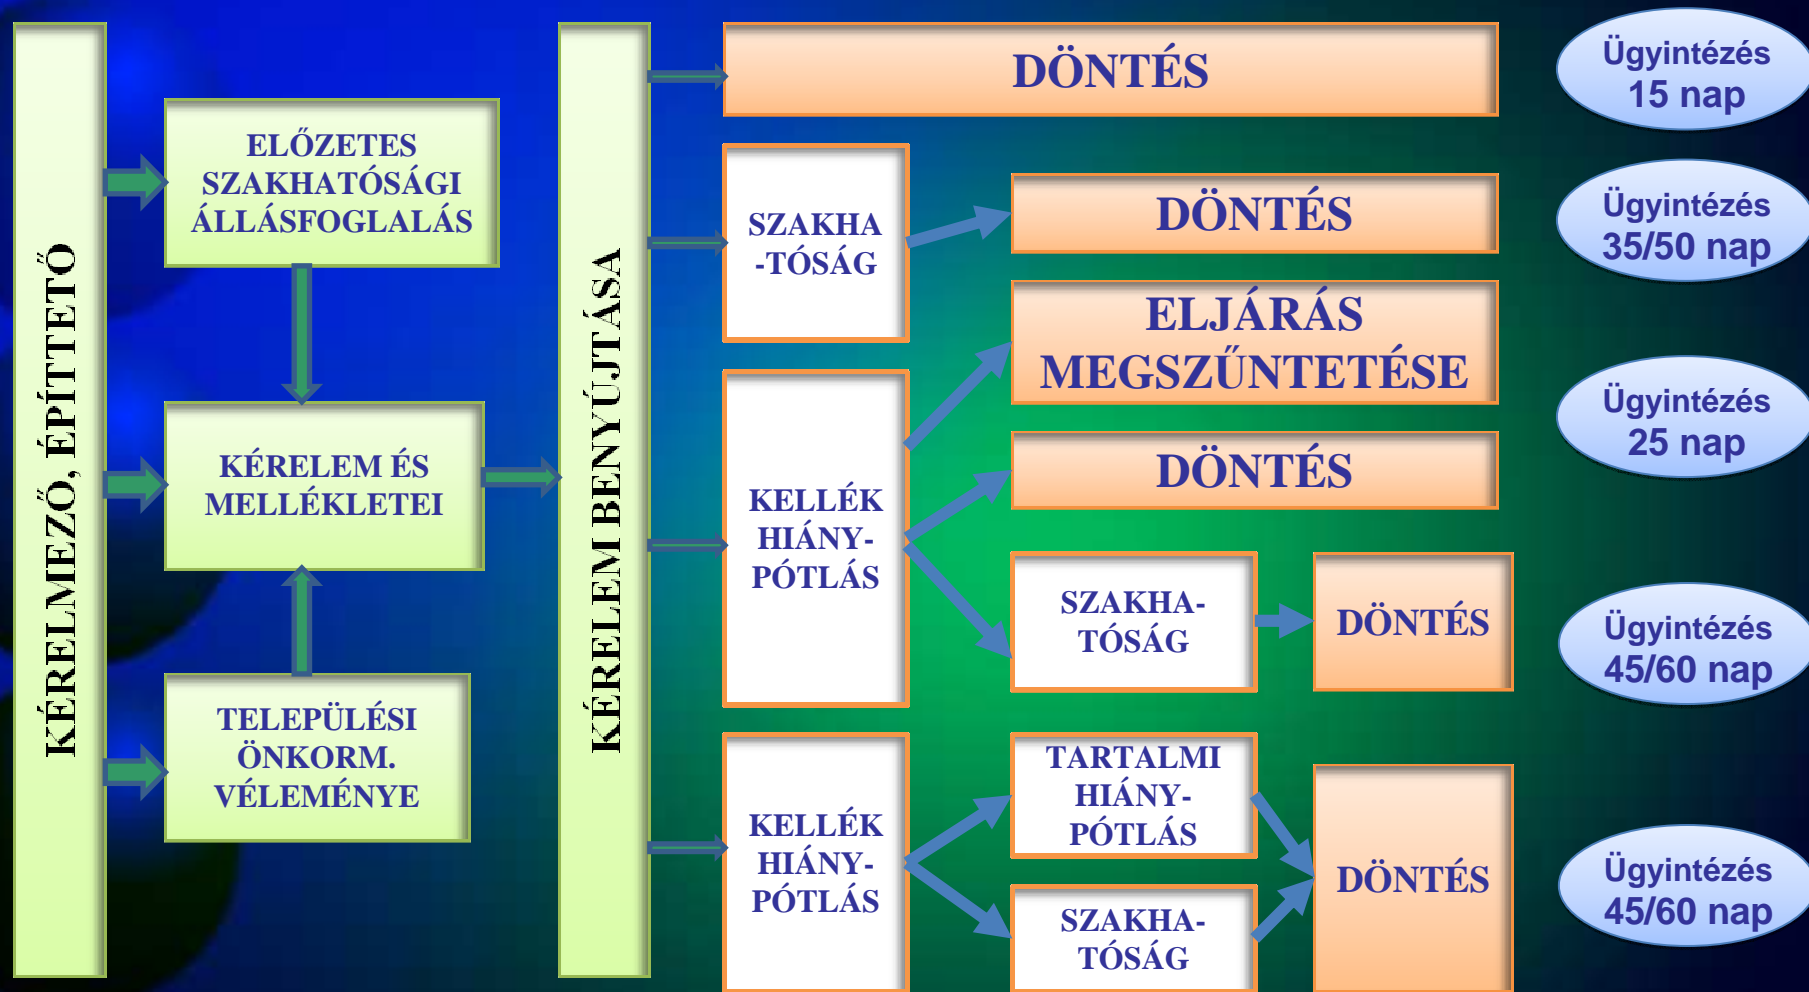 KÉRELMEZŐ, ÉPÍTTETŐ
ELŐZETES
SZAKHATÓSÁGI
ÁLLÁSFOGLALÁS
KÉRELEM ÉS
MELLÉKLETEI
TELEPÜLÉSI
ÖNKORM.
VÉLEMÉNYE
KÉRELEM BENYÚJTÁSA
DÖNTÉS
Ügyintézés
15 nap
SZAKHA
-TÓSÁG
DÖNTÉS
Ügyintézés
35/50 nap
KELLÉK
HIÁNY-
PÓTLÁS
ELJÁRÁS
MEGSZŰNTETÉSE
DÖNTÉS
Ügyintézés
25 nap
SZAKHA-
TÓSÁG
DÖNTÉS
Ügyintézés
45/60 nap
KELLÉK
HIÁNY-
PÓTLÁS
TARTALMI
HIÁNY-
PÓTLÁS
SZAKHA-
TÓSÁG
DÖNTÉS
Ügyintézés
45/60 nap